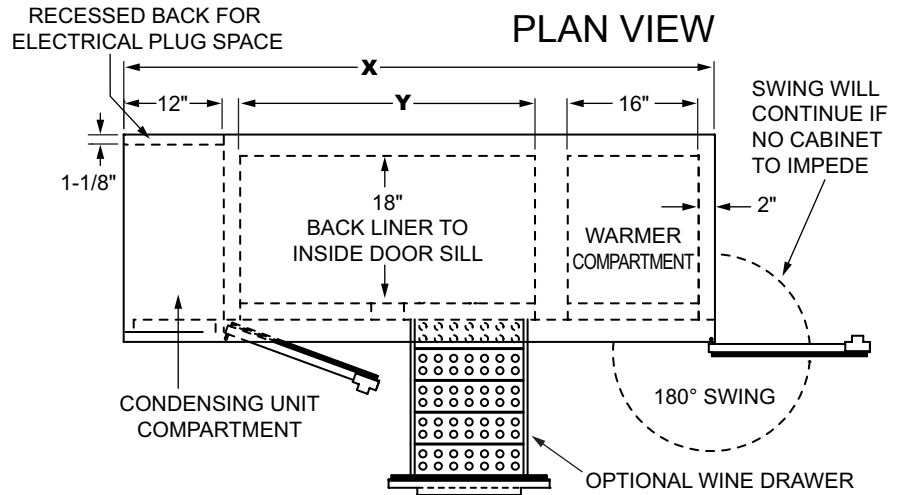 RECESSED BACK FOR
ELECTRICAL PLUG SPACE
PLAN VIEW
X
12"
Y
16"
SWING WILL
CONTINUE IF
NO CABINET
TO IMPEDE
1-1/8"
18"
BACK LINER TO
INSIDE DOOR SILL
WARMER
COMPARTMENT
2"
CONDENSING UNIT
COMPARTMENT
180° SWING
OPTIONAL WINE DRAWER